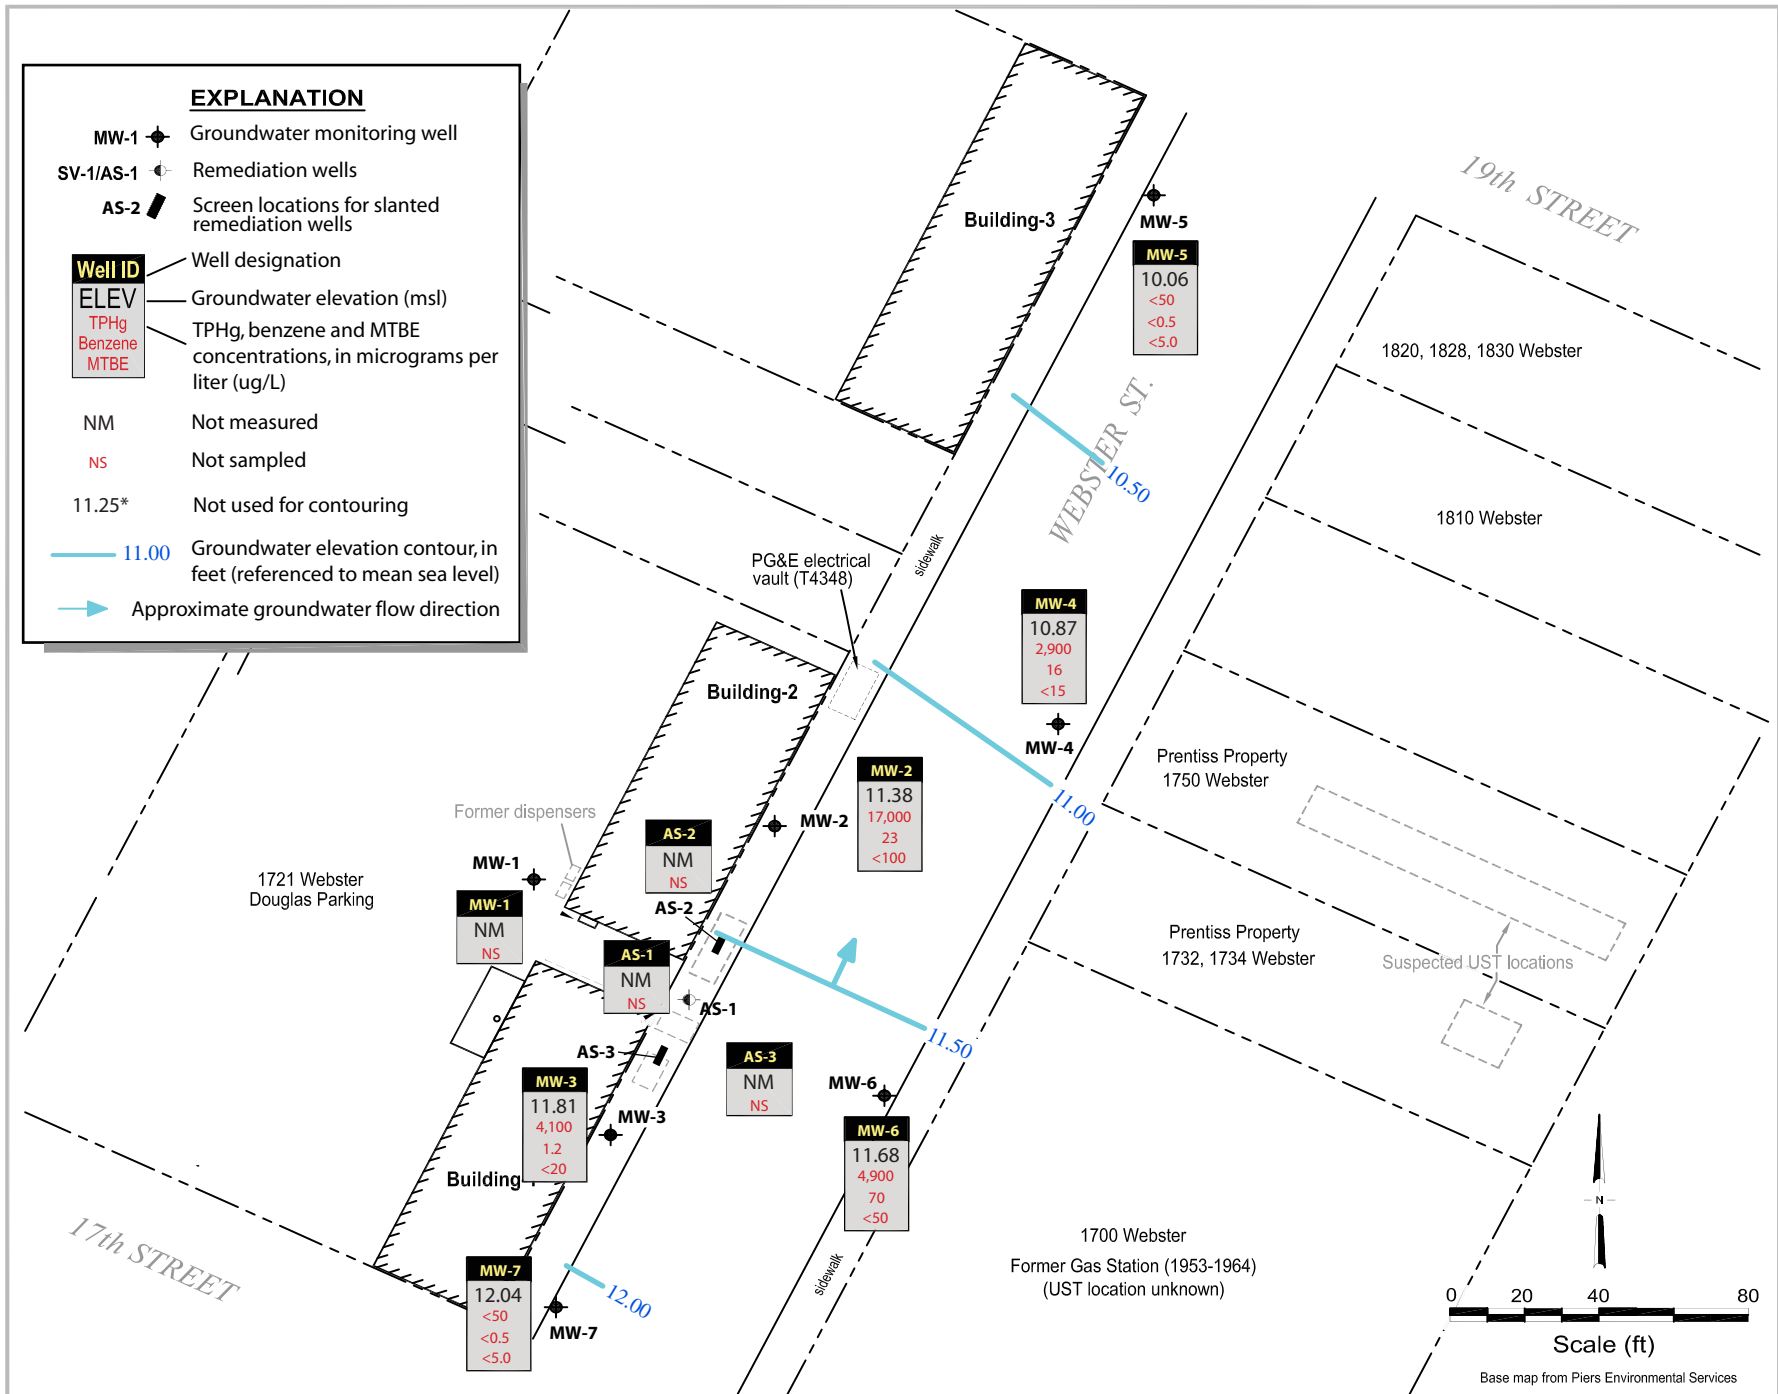 EXPLANATION
MW-1 Groundwater monitoring well
SV-1/AS-1 Remediation wells
AS-2 Screen locations for slanted
remediation wells
Well ID
Well designation
ELEV
Groundwater elevation (msl)
TPHg
Benzene
MTBE
TPHg, benzene and MTBE
concentrations, in micrograms per
liter (ug/L)
NM Not measured
NS Not sampled
11.25* Not used for contouring
11.00 Groundwater elevation contour, in
feet (referenced to mean sea level)
Approximate groundwater flow direction
19th STREET
Building-3
MW-5
MW-5
10.06
<50
<0.5
<5.0
1820, 1828, 1830 Webster
WEBSTER ST.
10.50
1810 Webster
sidewalk
PG&E electrical
vault (T4348)
MW-4
10.87
2,900
16
<15
MW-4
Building-2
Prentiss Property
1750 Webster
11.00
MW-2
MW-2
11.38
17,000
23
<100
Former dispensers
AS-2
NM
NS
AS-2
MW-1
MW-1
NM
NS
1721 Webster
Douglas Parking
AS-1
NM
NS
AS-1
Prentiss Property
1732, 1734 Webster
Suspected UST locations
11.50
AS-3
AS-3
NM
NS
MW-3
11.81
4,100
1.2
<20
MW-3
MW-6
MW-6
11.68
4,900
70
<50
Building-
17th STREET
MW-7
12.04
<50
<0.5
<5.0
MW-7
12.00
sidewalk
1700 Webster
Former Gas Station (1953-1964)
(UST location unknown)
N
0 20 40 80
Scale (ft)
Base map from Piers Environmental Services